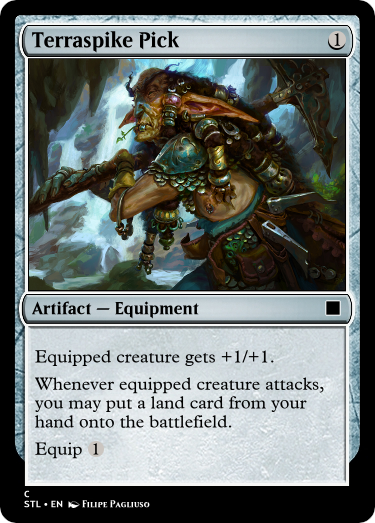 Terraspike Pick 1
Artifact — Equipment
Equipped creature gets +1/+1.
Whenever equipped creature attacks,
you may put a land card from your
hand onto the battlefield.
Equip 1
C
STL • EN Filipe Pagliuso